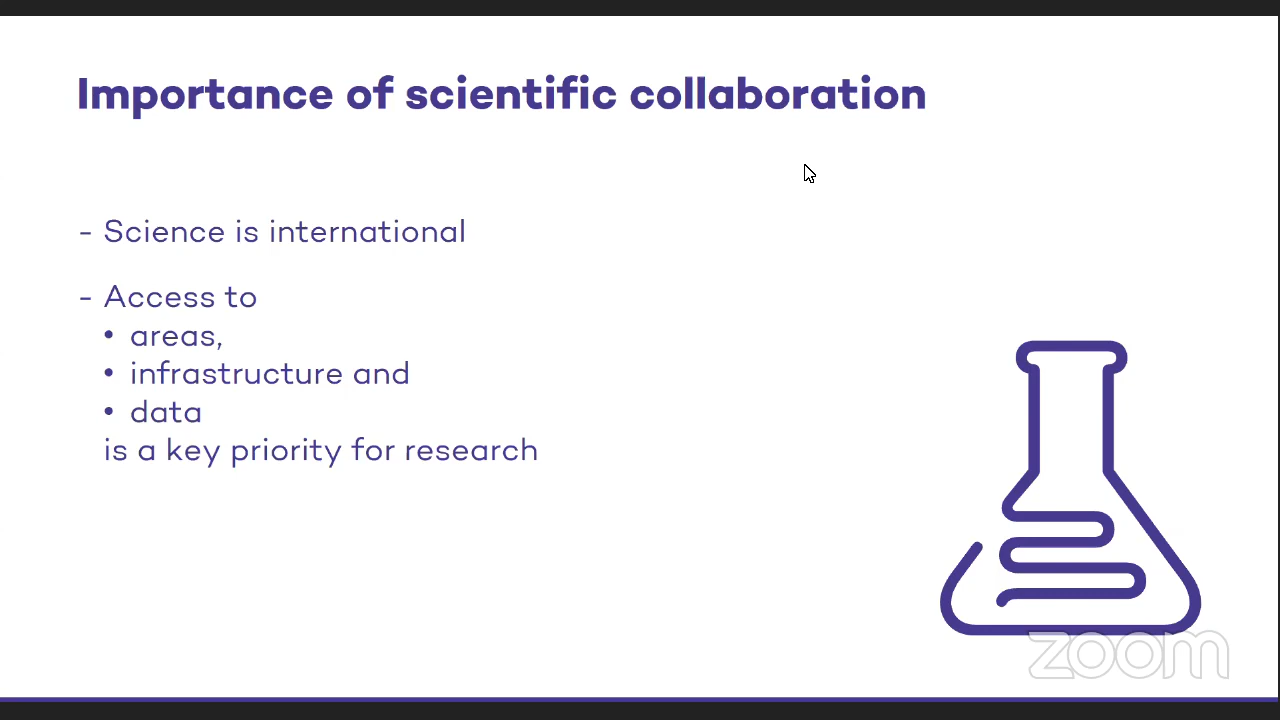 Importance of scientific collaboration
- Science is international
- Access to
• areas,
• infrastructure and
• data
is a key priority for research
zoom